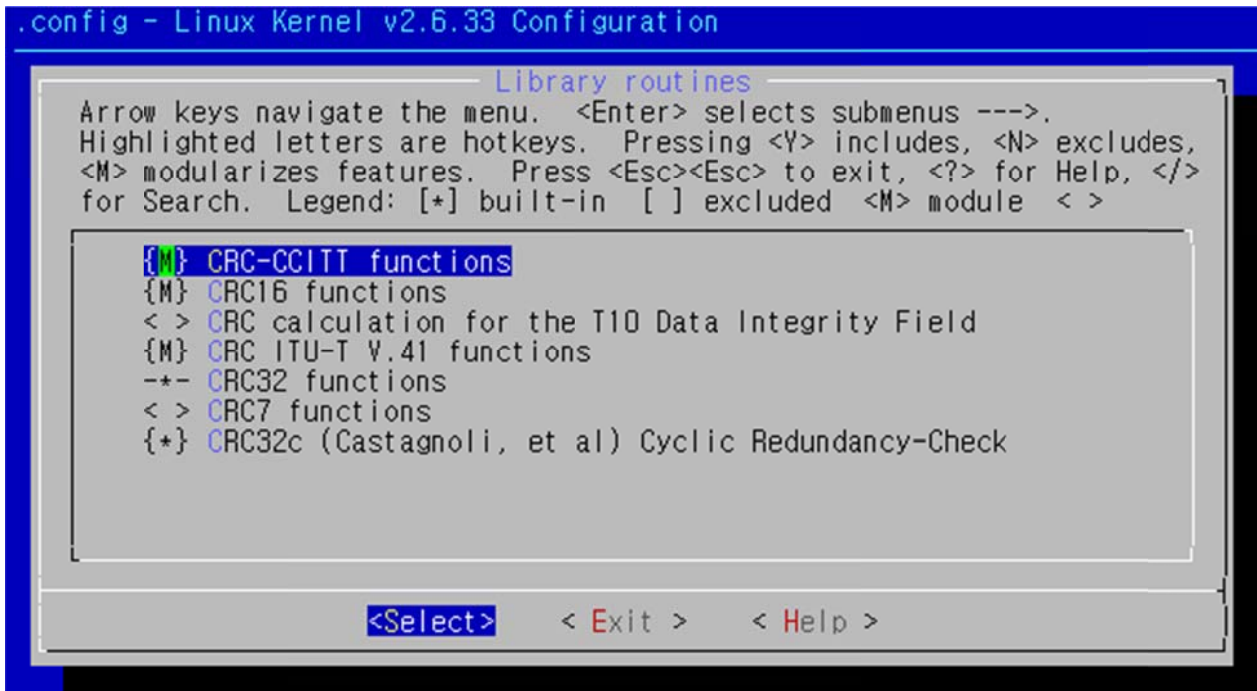 .config - Linux Kernel v2.6.33 Configuration
Library routines
Arrow keys navigate the menu.  <Enter> selects submenus --->.
Highlighted letters are hotkeys.  Pressing <Y> includes, <N> excludes,
<M> modularizes features.  Press <Esc><Esc> to exit, <?> for Help, </>
for Search.  Legend: [*] built-in  [ ] excluded  <M> module  < >
{M} CRC-CCITT functions
{M} CRC16 functions
< > CRC calculation for the T10 Data Integrity Field
{M} CRC ITU-T V.41 functions
-*- CRC32 functions
< > CRC7 functions
{*} CRC32c (Castagnoli, et al) Cyclic Redundancy-Check
<Select>    < Exit >    < Help >